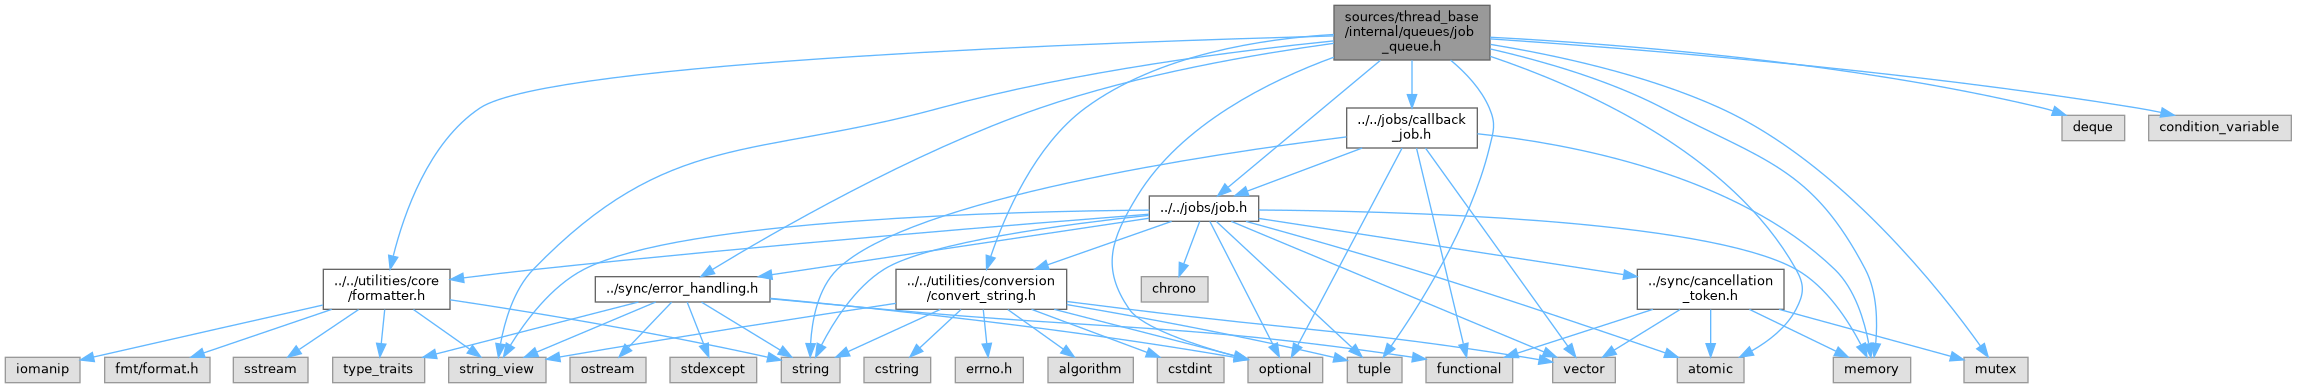 sources/thread_base
/internal/queues/job
_queue.h
../../jobs/callback
_job.h
deque
condition_variable
../../jobs/job.h
../../utilities/core
/formatter.h
../sync/error_handling.h
../../utilities/conversion
/convert_string.h
chrono
../sync/cancellation
_token.h
iomanip
fmt/format.h
sstream
type_traits
string_view
ostream
stdexcept
string
cstring
errno.h
algorithm
cstdint
optional
tuple
functional
vector
atomic
memory
mutex